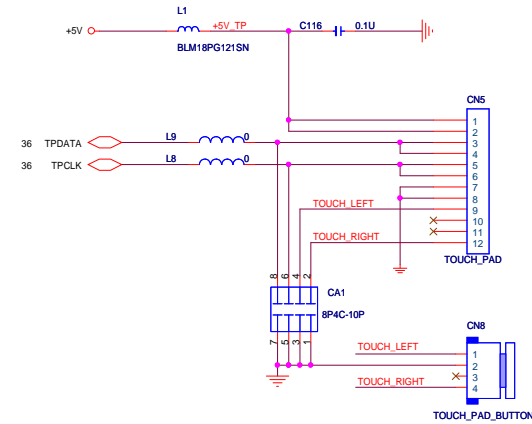 L1
+5V
+5V_TP
C116
0.1U
BLM18PG121SN
CN5
1
2
36 TPDATA
L9
0
3
4
36 TPCLK
L8
0
5
6
7
8
TOUCH_LEFT
9
10
11
TOUCH_RIGHT
12
TOUCH_PAD
8
6
4
2
CA1
8P4C-10P
7
5
3
1
CN8
TOUCH_LEFT
1
2
3
TOUCH_RIGHT
4
TOUCH_PAD_BUTTON